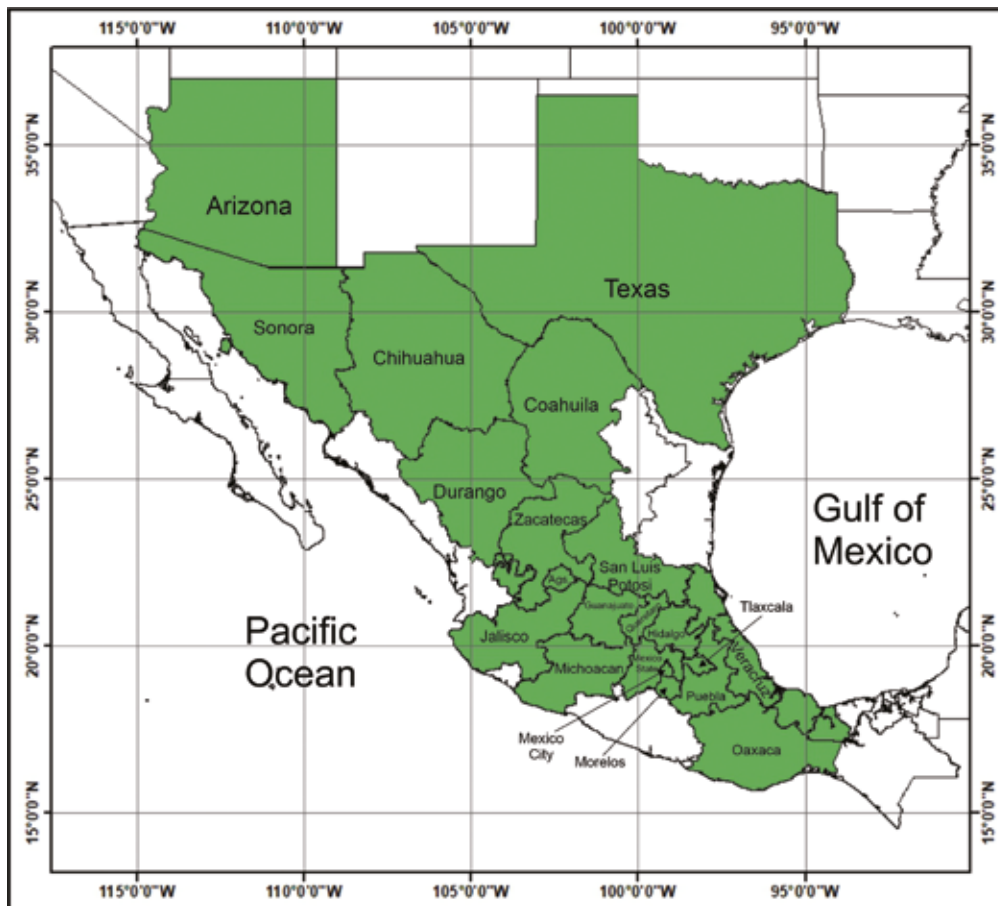 115°0'0"W 110°0'0"W 105°0'0"W 100°0'0"W 95°0'0"W
35°0'0"N
35°0'0"N
Arizona
Texas
30°0'0"N
30°0'0"N
Sonora
Chihuahua
Coahuila
25°0'0"N
25°0'0"N
Durango
Zacatecas
Gulf of
Mexico
San Luis
Potosi
Ags.
Tlaxcala
Guanajuato
Queretaro
Hidalgo
Jalisco
20°0'0"N
20°0'0"N
Pacific
Ocean
Michoacan
Mexico
State
Veracruz
Puebla
Mexico
City
Morelos
Oaxaca
15°0'0"N
15°0'0"N
115°0'0"W 110°0'0"W 105°0'0"W 100°0'0"W 95°0'0"W